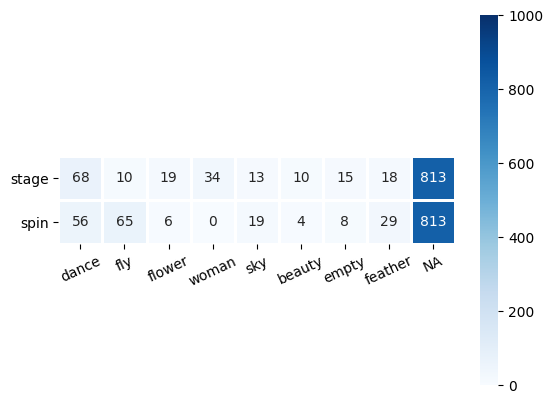 1000
800
600
400
200
0
stage 68 10 19 34 13 10 15 18 813
spin 56 65 6 0 19 4 8 29 813
dance fly flower woman sky beauty empty feather NA